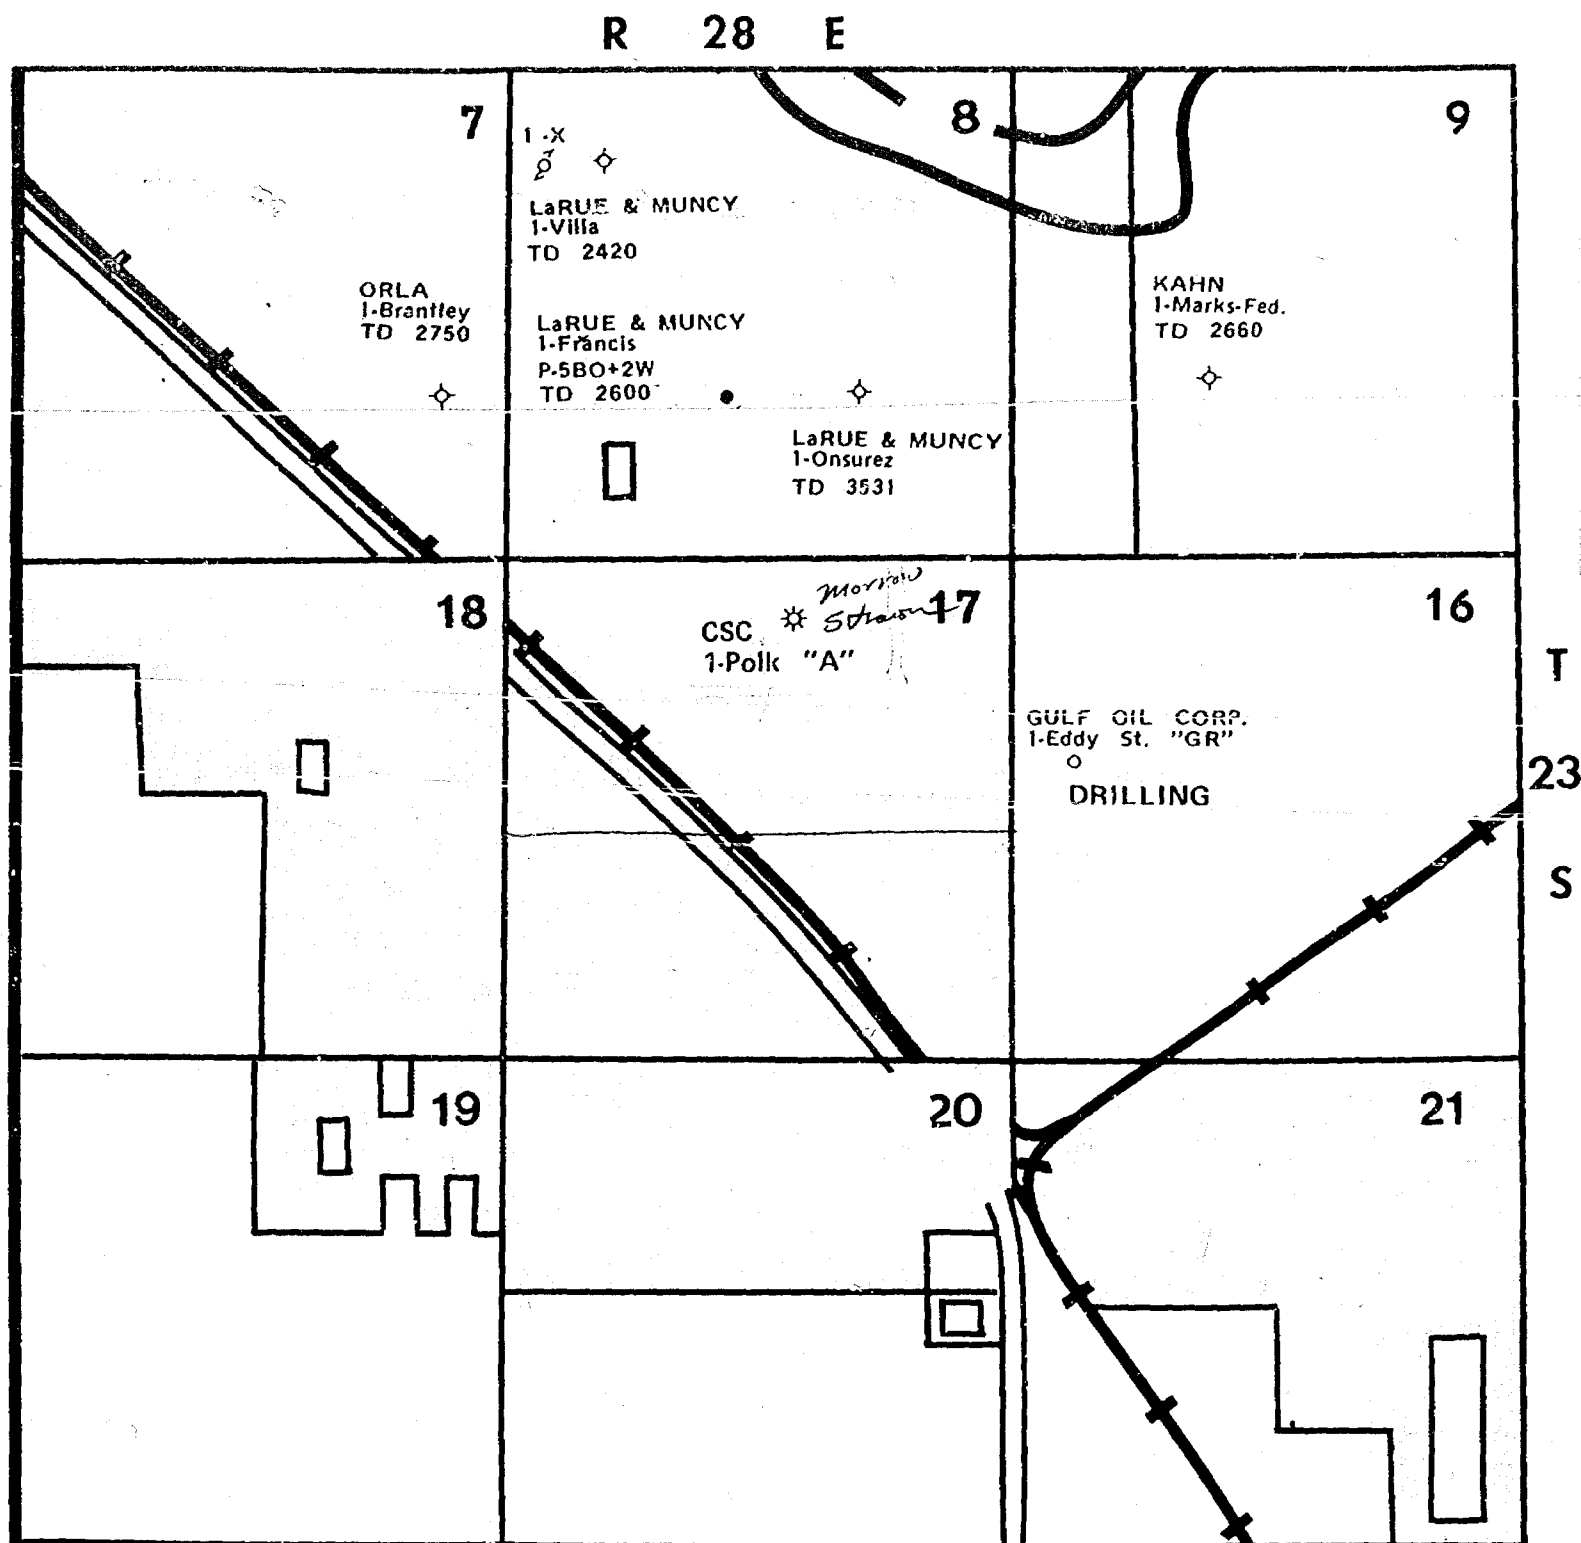 R 28 E
7
8
9
1-X
LaRUE & MUNCY
1-Villa
TD 2420
ORLA
1-Brantley
TD 2750
LaRUE & MUNCY
1-Francis
P-5BO+2W
TD 2600
KAHN
1-Marks-Fed.
TD 2660
LaRUE & MUNCY
1-Onsurez
TD 3531
18
17
16
Morrow
Strawn
CSC
1-Polk "A"
T
23
S
GULF OIL CORP.
1-Eddy St. "GR"
DRILLING
19
20
21